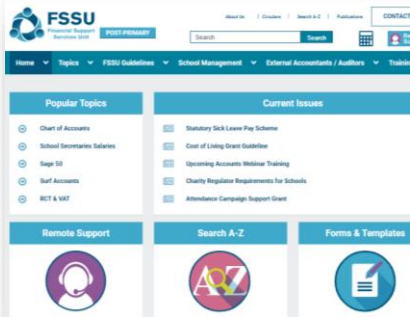 FSSU
Financial Support
Services Unit
POST-PRIMARY
About Us | Circulars | Search A-Z | Publications
CONTACT
Search
Search
Home
Topics
FSSU Guidelines
School Management
External Accountants / Auditors
Training
Popular Topics
Chart of Accounts
School Secretaries Salaries
Sage 50
Surf Accounts
RCT & VAT
Current Issues
Statutory Sick Leave Pay Scheme
Cost of Living Grant Guideline
Upcoming Accounts Webinar Training
Charity Regulator Requirements for Schools
Attendance Campaign Support Grant
Remote Support
Search A-Z
A-Z
Forms & Templates